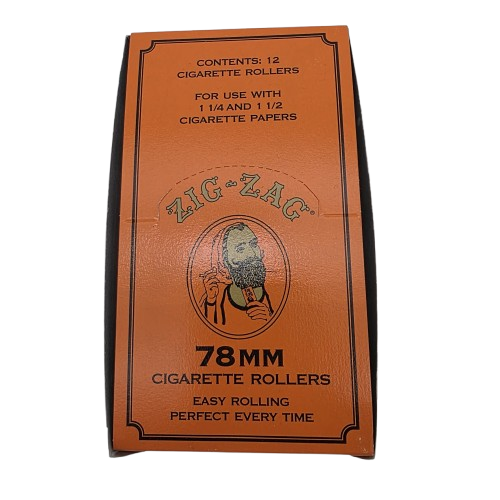 CONTENTS: 12
CIGARETTE ROLLERS
FOR USE WITH
1 1/4 AND 1 1/2
CIGARETTE PAPERS
ZIG-ZAG®
78MM
CIGARETTE ROLLERS
EASY ROLLING
PERFECT EVERY TIME